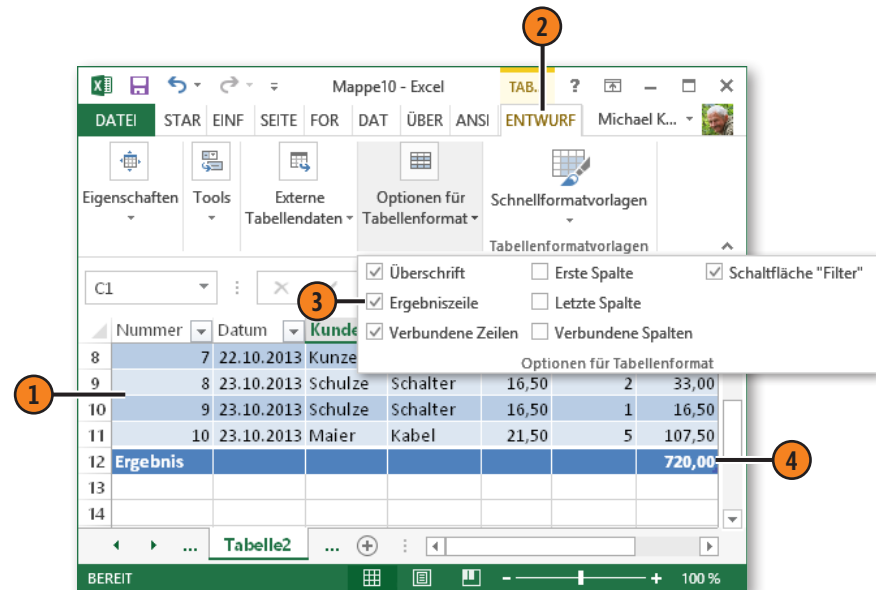 2
Mappe10 - Excel TAB. ?
DATEI STAR EINF SEITE FOR DAT ÜBER ANSI ENTWURF Michael K...
Eigenschaften Tools Externe Tabellendaten Optionen für Tabellenformat Schnellformatvorlagen
Tabellenformatvorlagen
C1
Überschrift Erste Spalte Schaltfläche "Filter"
3 Ergebniszeile Letzte Spalte
Verbundene Zeilen Verbundene Spalten
Optionen für Tabellenformat
Nummer Datum Kunde
8 7 22.10.2013 Kunze
1
9 8 23.10.2013 Schulze Schalter 16,50 2 33,00
10 9 23.10.2013 Schulze Schalter 16,50 1 16,50
11 10 23.10.2013 Maier Kabel 21,50 5 107,50
12 Ergebnis 720,00 4
13
14
... Tabelle2 ...
BEREIT 100 %